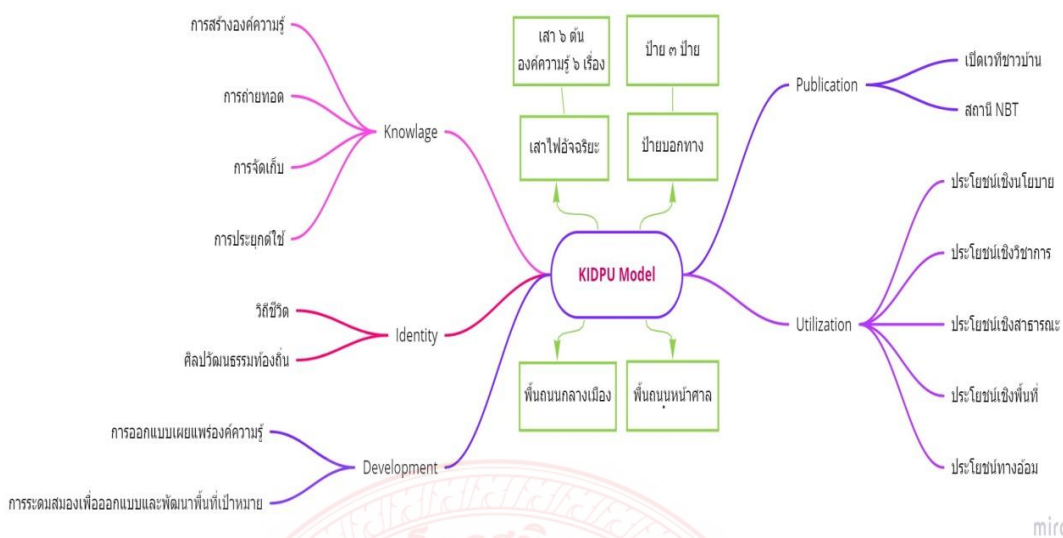 การสร้างองค์ความรู้
การถ่ายทอด
การจัดเก็บ
การประยุกต์ใช้
Knowlage
วิถีชีวิต
ศิลปวัฒนธรรมท้องถิ่น
Identity
การออกแบบเผยแพร่องค์ความรู้
การระดมสมองเพื่อออกแบบและพัฒนาพื้นที่เป้าหมาย
Development
เสา ๖ ต้น
องค์ความรู้ ๖ เรื่อง
ป้าย ๓ ป้าย
เสาไฟอัจฉริยะ
ป้ายบอกทาง
KIDPU Model
พื้นถนนกลางเมือง
พื้นถนนหน้าศาล
Publication
เปิดเวทีชาวบ้าน
สถานี NBT
Utilization
ประโยชน์เชิงนโยบาย
ประโยชน์เชิงวิชาการ
ประโยชน์เชิงสาธารณะ
ประโยชน์เชิงพื้นที่
ประโยชน์ทางอ้อม